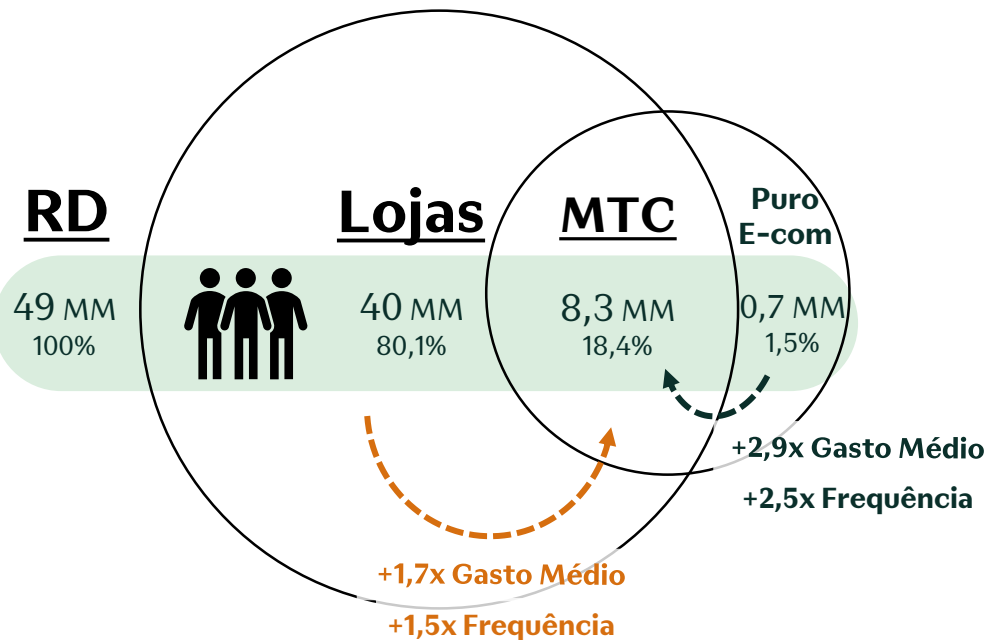 RD
49 MM
100%
Lojas
40 MM
80,1%
MTC
8,3 MM
18,4%
Puro
E-com
0,7 MM
1,5%
+2,9x Gasto Médio
+2,5x Frequência
+1,7x Gasto Médio
+1,5x Frequência